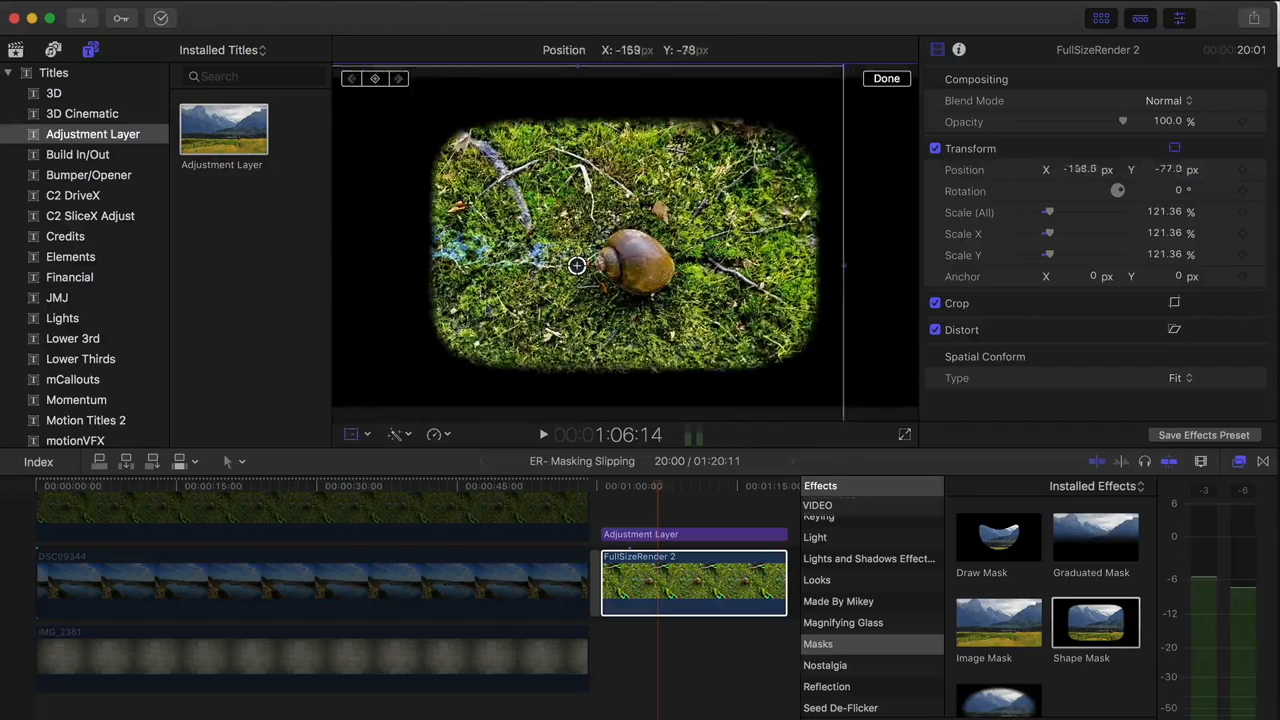 Installed Titles
Position X: -159px Y: -78px
FullSizeRender 2 00:00:20:01
Titles
3D
3D Cinematic
Adjustment Layer
Build In/Out
Bumper/Opener
C2 DriveX
C2 SliceX Adjust
Credits
Elements
Financial
JMJ
Lights
Lower 3rd
Lower Thirds
mCallouts
Momentum
Motion Titles 2
motionVFX
Search
Adjustment Layer
Done
Compositing
Blend Mode Normal
Opacity 100.0 %
Transform
Position X px Y px
Rotation 0 °
Scale (All) 121.36 %
Scale X 121.36 %
Scale Y 121.36 %
Anchor X 0 px Y 0 px
Crop
Distort
Spatial Conform
Type Fit
00:00:01:06:14
Save Effects Preset
Index
ER- Masking Slipping 20:00 / 01:20:11
00:00:00:00 00:00:15:00 00:00:30:00 00:00:45:00 00:01:00:00 00:01:15:00
Adjustment Layer
DSC09344
FullSizeRender 2
IMG_2361
Effects
VIDEO
Keying
Light
Lights and Shadows Effect...
Looks
Made By Mikey
Magnifying Glass
Masks
Nostalgia
Reflection
Seed De-Flicker
Installed Effects
Draw Mask
Graduated Mask
Image Mask
Shape Mask
-3 -6
6
0
-6
-12
-20
-30
-50